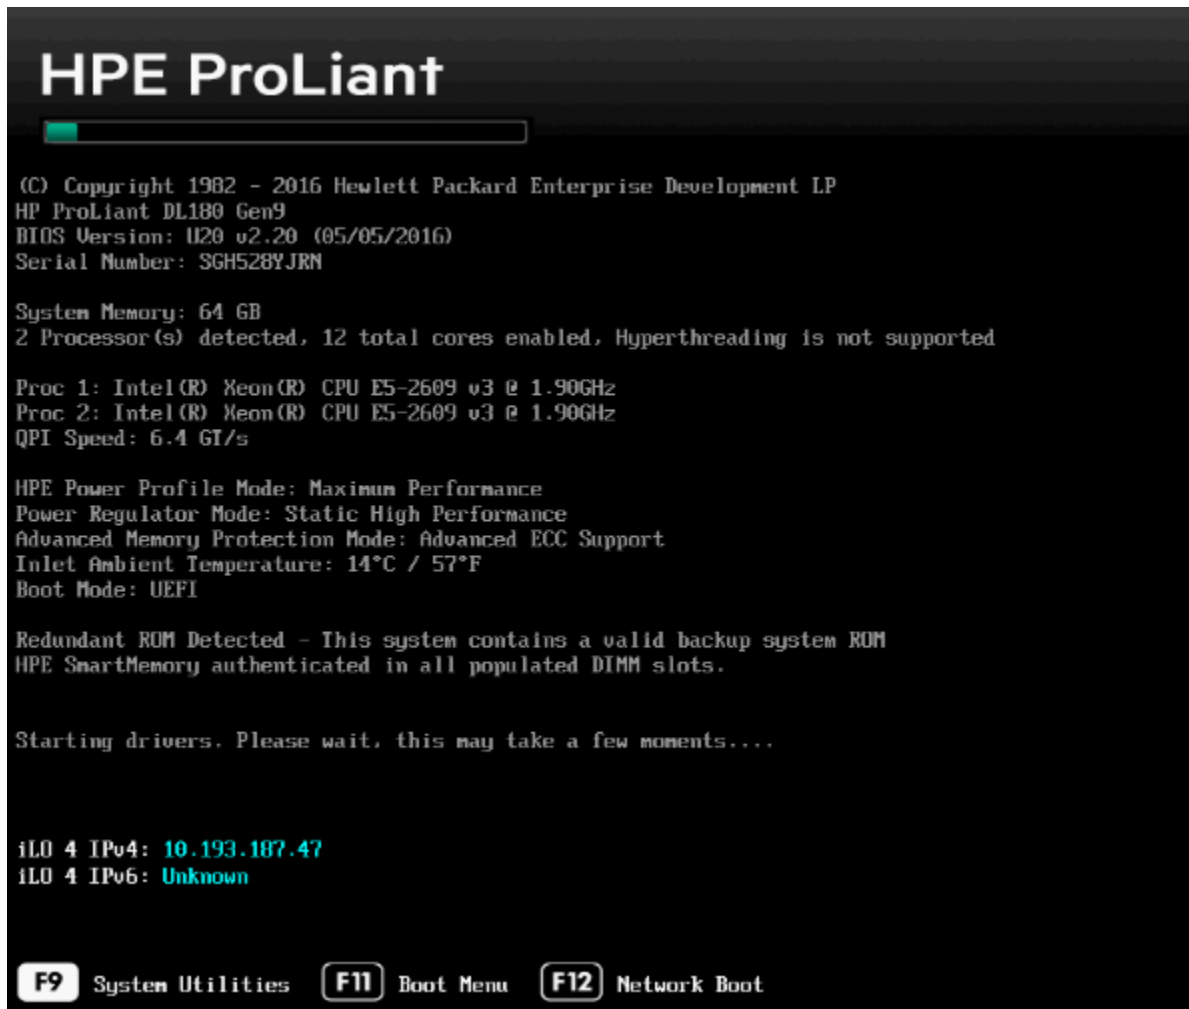 HPE ProLiant
(C) Copyright 1982 - 2016 Hewlett Packard Enterprise Development LP
HP ProLiant DL180 Gen9
BIOS Version: U20 v2.20 (05/05/2016)
Serial Number: SGH528YJRN
System Memory: 64 GB
2 Processor(s) detected, 12 total cores enabled, Hyperthreading is not supported
Proc 1: Intel(R) Xeon(R) CPU E5-2609 v3 @ 1.90GHz
Proc 2: Intel(R) Xeon(R) CPU E5-2609 v3 @ 1.90GHz
QPI Speed: 6.4 GT/s
HPE Power Profile Mode: Maximum Performance
Power Regulator Mode: Static High Performance
Advanced Memory Protection Mode: Advanced ECC Support
Inlet Ambient Temperature: 14°C / 57°F
Boot Mode: UEFI
Redundant ROM Detected - This system contains a valid backup system ROM
HPE SmartMemory authenticated in all populated DIMM slots.
Starting drivers. Please wait, this may take a few moments....
iLO 4 IPv4: 10.193.187.47
iLO 4 IPv6: Unknown
F9 System Utilities F11 Boot Menu F12 Network Boot